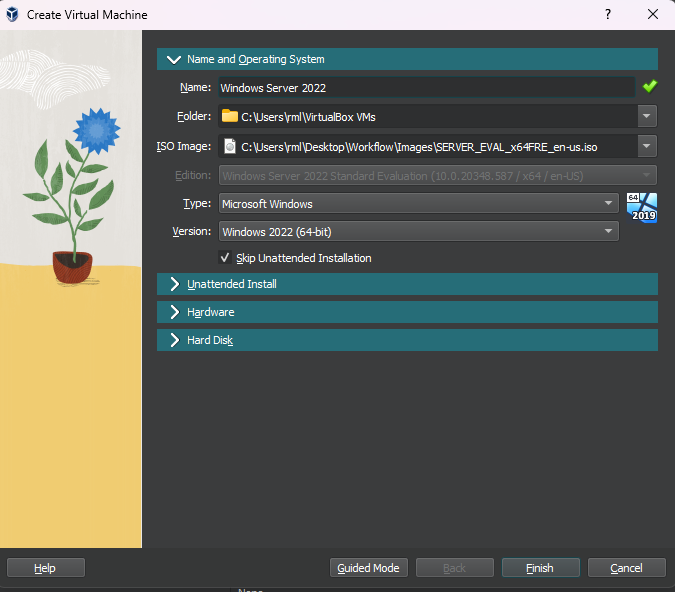 Create Virtual Machine
?
Name and Operating System
Name: Windows Server 2022
Folder: C:\Users\rml\VirtualBox VMs
ISO Image: C:\Users\rml\Desktop\Workflow\Images\SERVER_EVAL_x64FRE_en-us.iso
Edition: Windows Server 2022 Standard Evaluation (10.0.20348.587 / x64 / en-US)
Type: Microsoft Windows
64
2019
Version: Windows 2022 (64-bit)
Skip Unattended Installation
Unattended Install
Hardware
Hard Disk
Help Guided Mode Back Finish Cancel